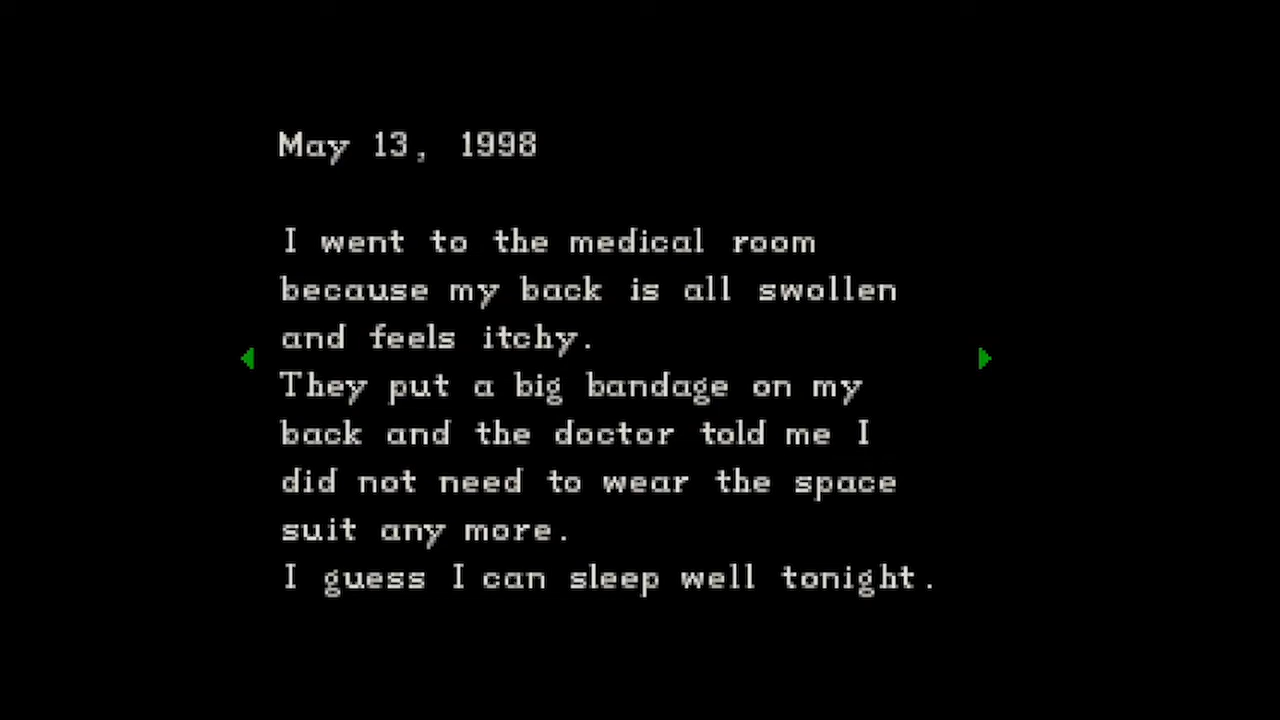 May 13, 1998
I went to the medical room
because my back is all swollen
and feels itchy.
They put a big bandage on my
back and the doctor told me I
did not need to wear the space
suit any more.
I guess I can sleep well tonight.